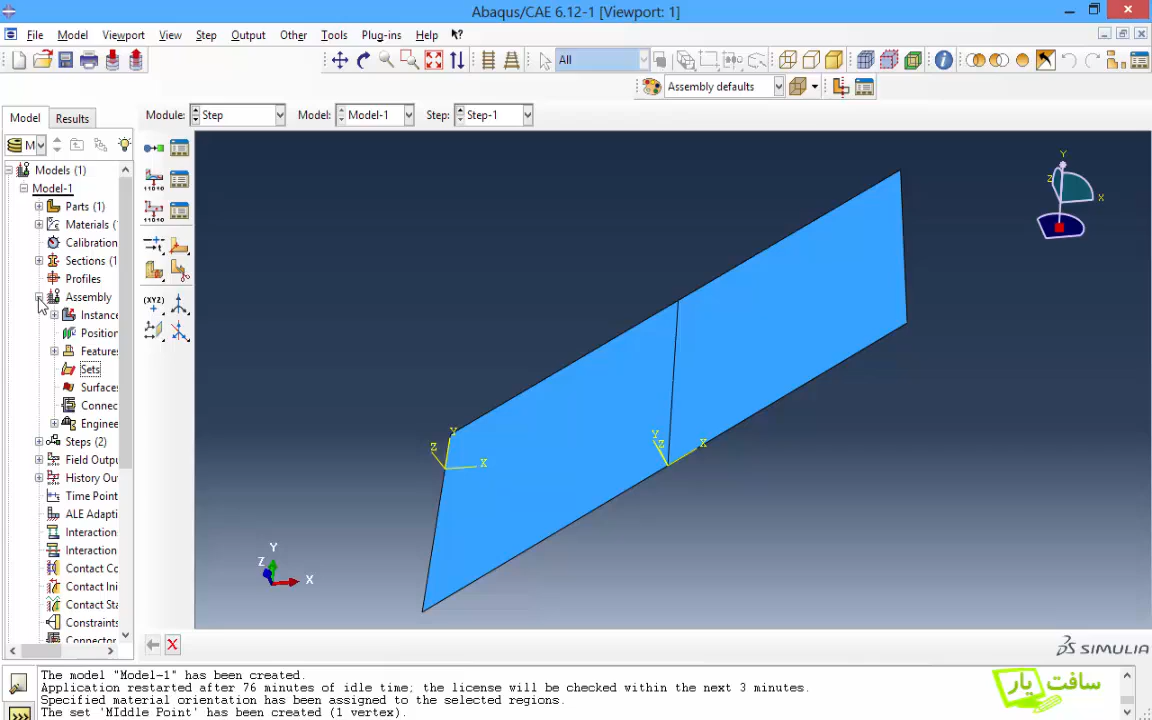 Abaqus/CAE 6.12-1 [Viewport: 1]
File Model Viewport View Step Output Other Tools Plug-ins Help
All
Assembly defaults
Model Results
Module: Step Model: Model-1 Step: Step-1
M
Models (1)
Model-1
Parts (1)
Materials (
Calibration
Sections (1
Profiles
Assembly
Instance
Position
Features
Sets
Surfaces
Connec
Enginee
Steps (2)
Field Outp
History Ou
Time Point
ALE Adapti
Interaction
Interaction
Contact Co
Contact Ini
Contact Sta
Constraints
Connector
(XYZ)
Y
Z
X
Y
Z
X
Y
Z
X
Y
Z
X
SIMULIA
The model "Model-1" has been created.
Application restarted after 76 minutes of idle time; the license will be checked within the next 3 minutes.
Specified material orientation has been assigned to the selected regions.
The set 'MIddle Point' has been created (1 vertex).
سافت یار